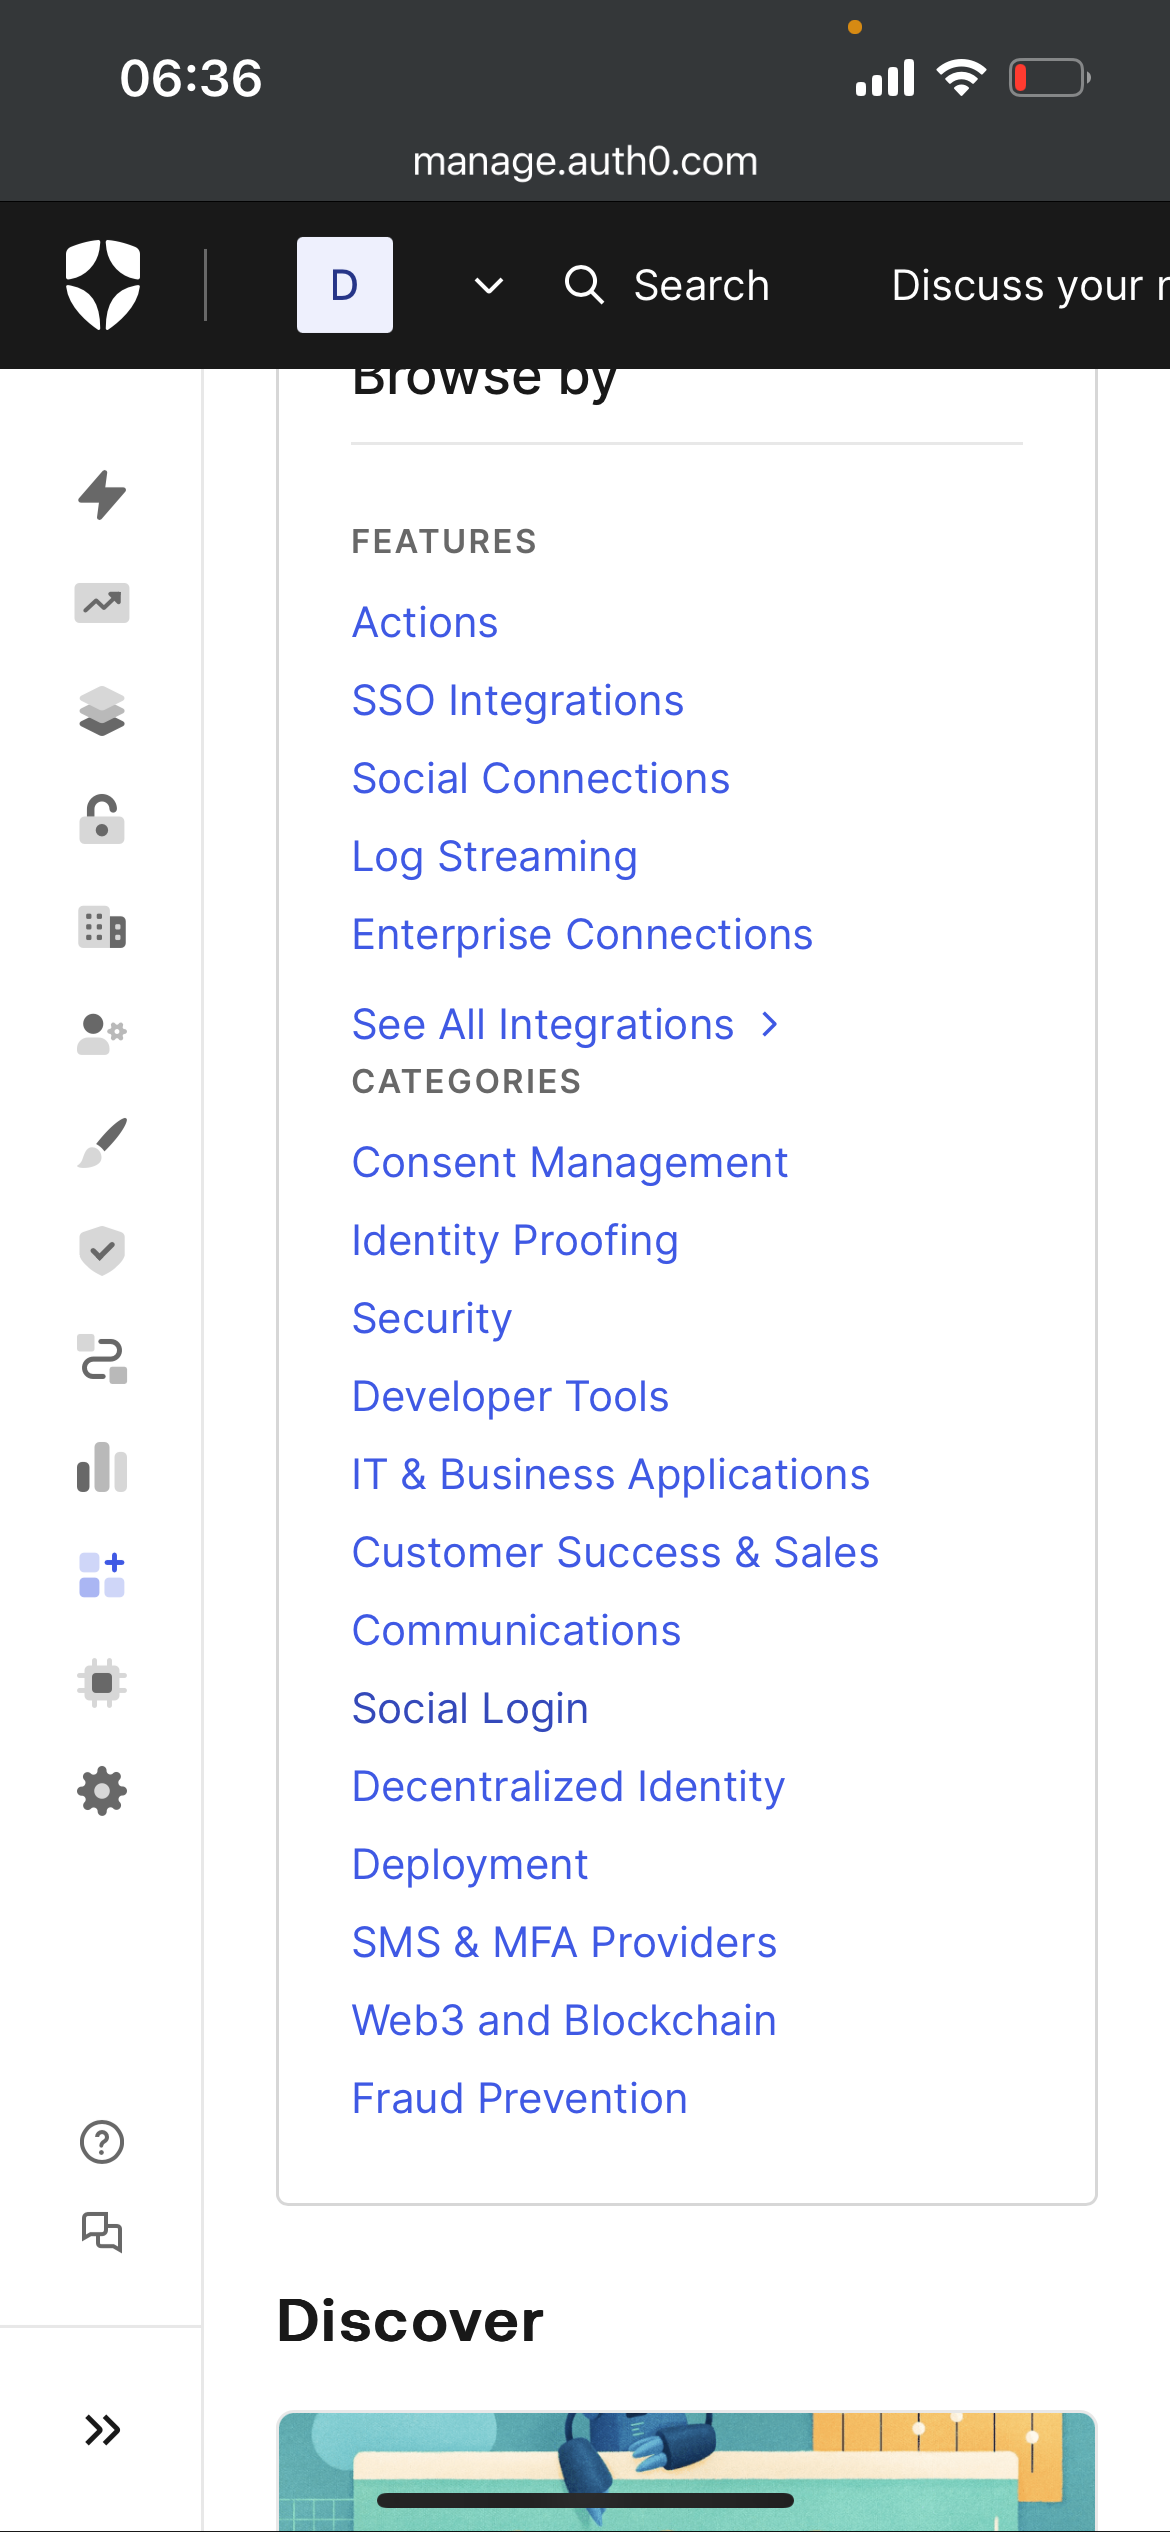 06:36
manage.auth0.com
D
Search
Discuss your
Browse by
FEATURES
Actions
SSO Integrations
Social Connections
Log Streaming
Enterprise Connections
See All Integrations
CATEGORIES
Consent Management
Identity Proofing
Security
Developer Tools
IT & Business Applications
Customer Success & Sales
Communications
Social Login
Decentralized Identity
Deployment
SMS & MFA Providers
Web3 and Blockchain
Fraud Prevention
Discover